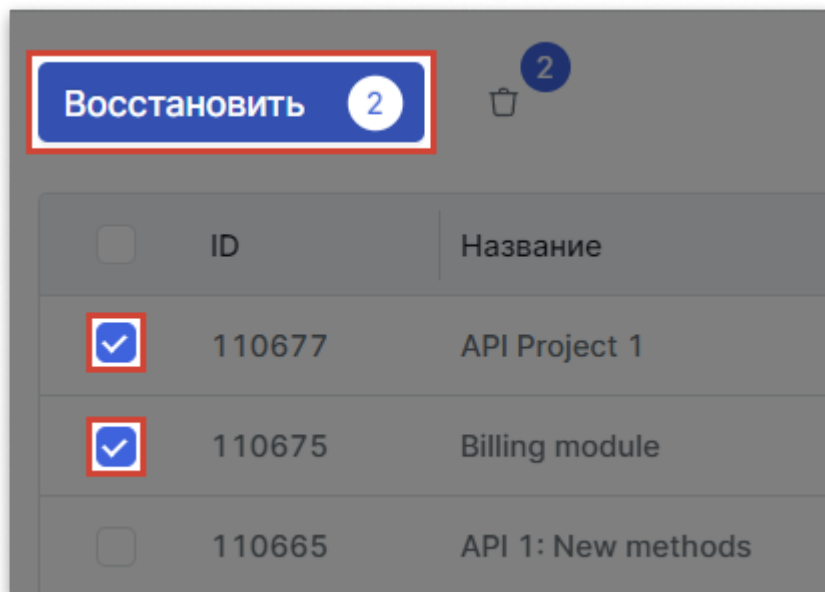 Восстановить 2 2
ID Название
110677 API Project 1
110675 Billing module
110665 API 1: New methods